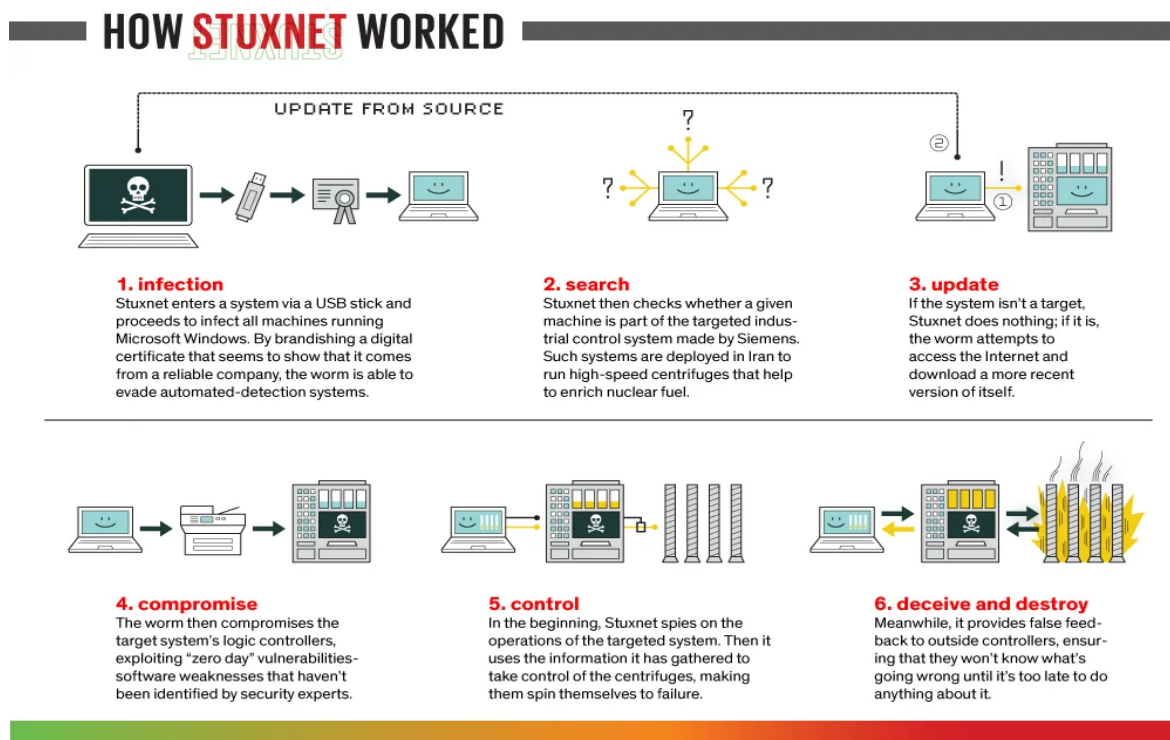 HOW STUXNET WORKED
STUXNET
UPDATE FROM SOURCE
?
? ?
②
!
①
1. infection
Stuxnet enters a system via a USB stick and
proceeds to infect all machines running
Microsoft Windows. By brandishing a digital
certificate that seems to show that it comes
from a reliable company, the worm is able to
evade automated-detection systems.
2. search
Stuxnet then checks whether a given
machine is part of the targeted indus-
trial control system made by Siemens.
Such systems are deployed in Iran to
run high-speed centrifuges that help
to enrich nuclear fuel.
3. update
If the system isn’t a target,
Stuxnet does nothing; if it is,
the worm attempts to
access the Internet and
download a more recent
version of itself.
4. compromise
The worm then compromises the
target system’s logic controllers,
exploiting “zero day” vulnerabilities-
software weaknesses that haven’t
been identified by security experts.
5. control
In the beginning, Stuxnet spies on the
operations of the targeted system. Then it
uses the information it has gathered to
take control of the centrifuges, making
them spin themselves to failure.
6. deceive and destroy
Meanwhile, it provides false feed-
back to outside controllers, ensur-
ing that they won’t know what’s
going wrong until it’s too late to do
anything about it.